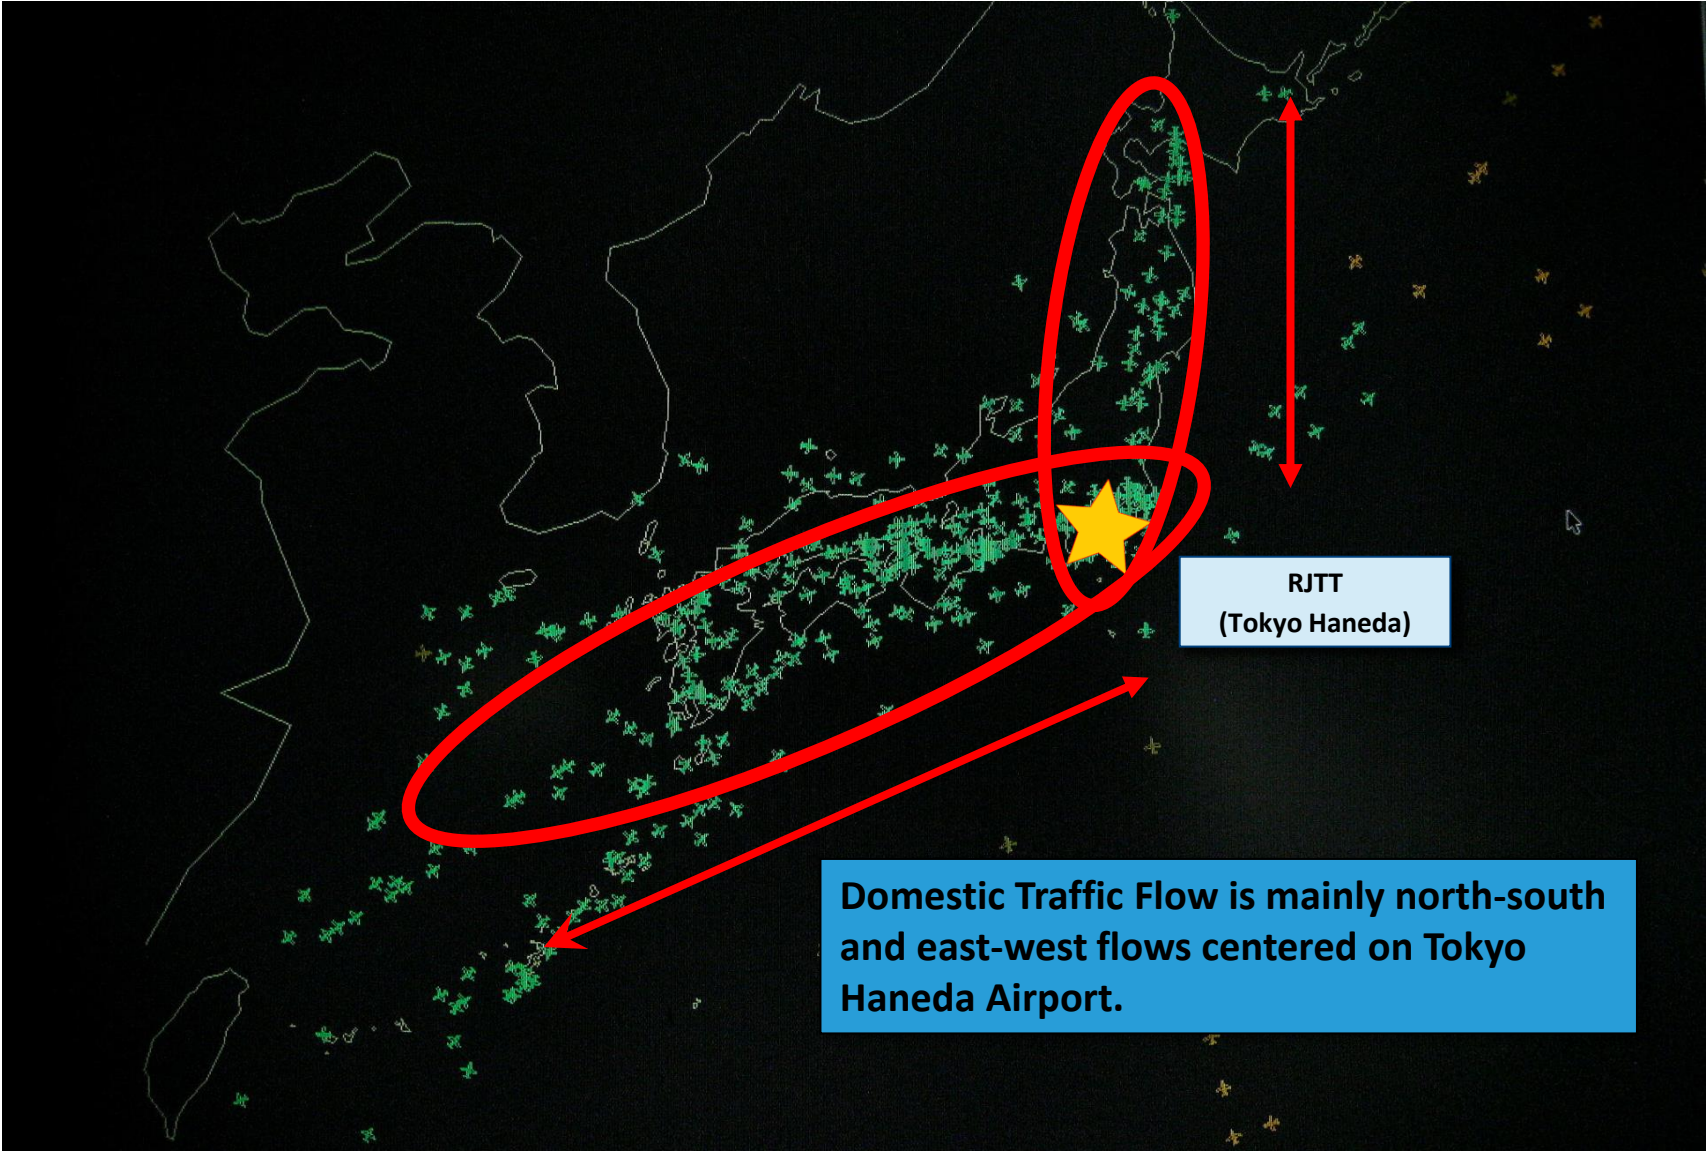 RJTT
(Tokyo Haneda)
Domestic Traffic Flow is mainly north-south
and east-west flows centered on Tokyo
Haneda Airport.